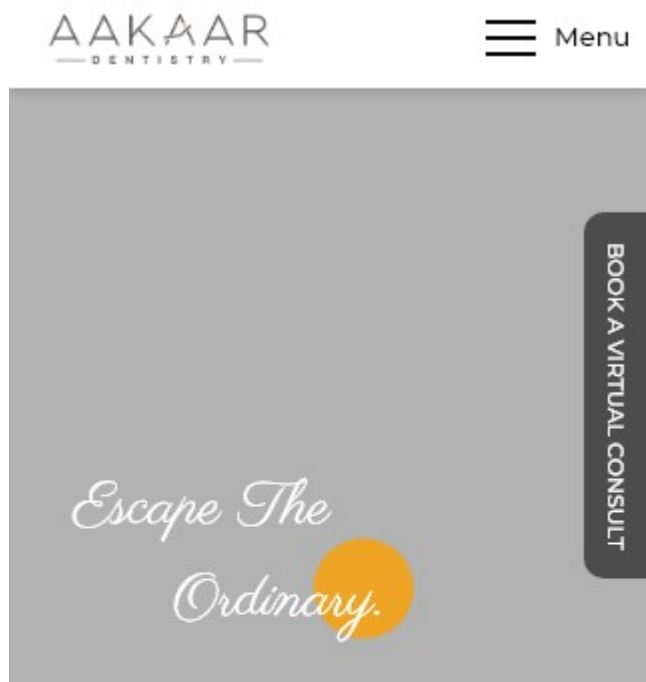 AAKAAR
DENTISTRY
Menu
BOOK A VIRTUAL CONSULT
Escape The
Ordinary.